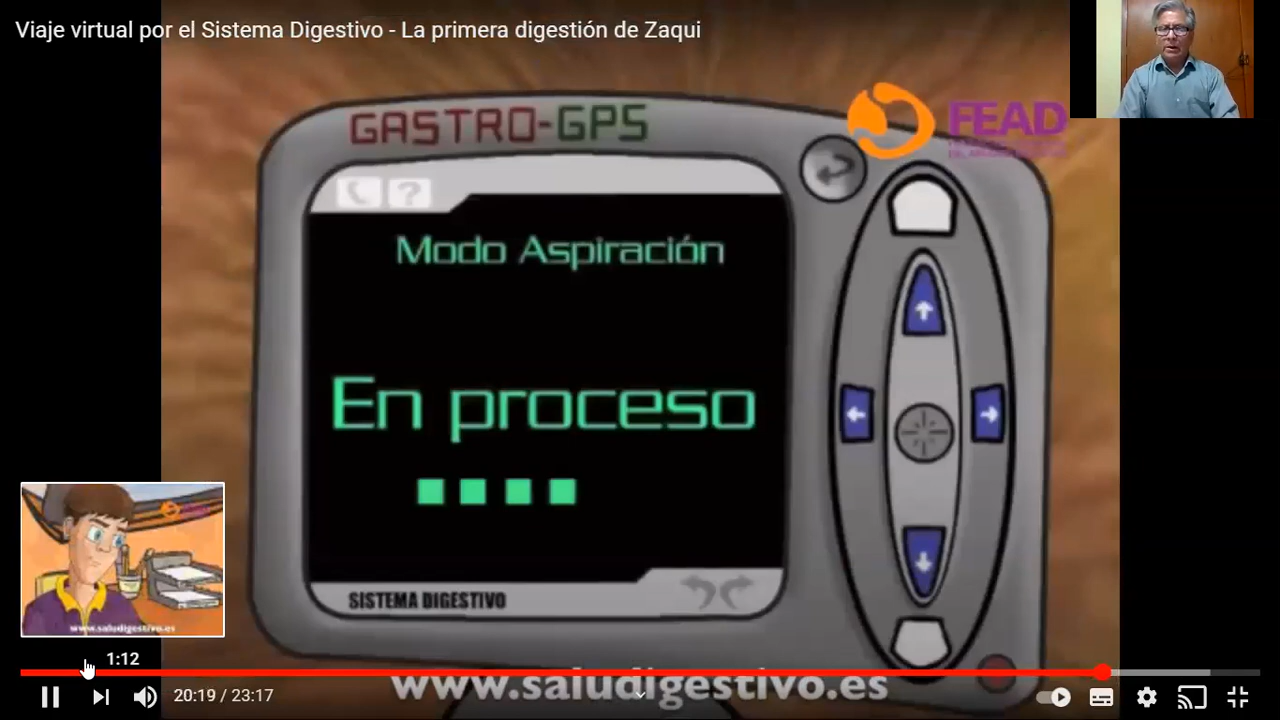 Viaje virtual por el Sistema Digestivo - La primera digestión de Zaqui
GASTRO-GPS
FEAD
?
Modo Aspiración
En proceso
SISTEMA DIGESTIVO
www.saludigestivo.es
www.saludigestivo.es
1:12
20:19 / 23:17